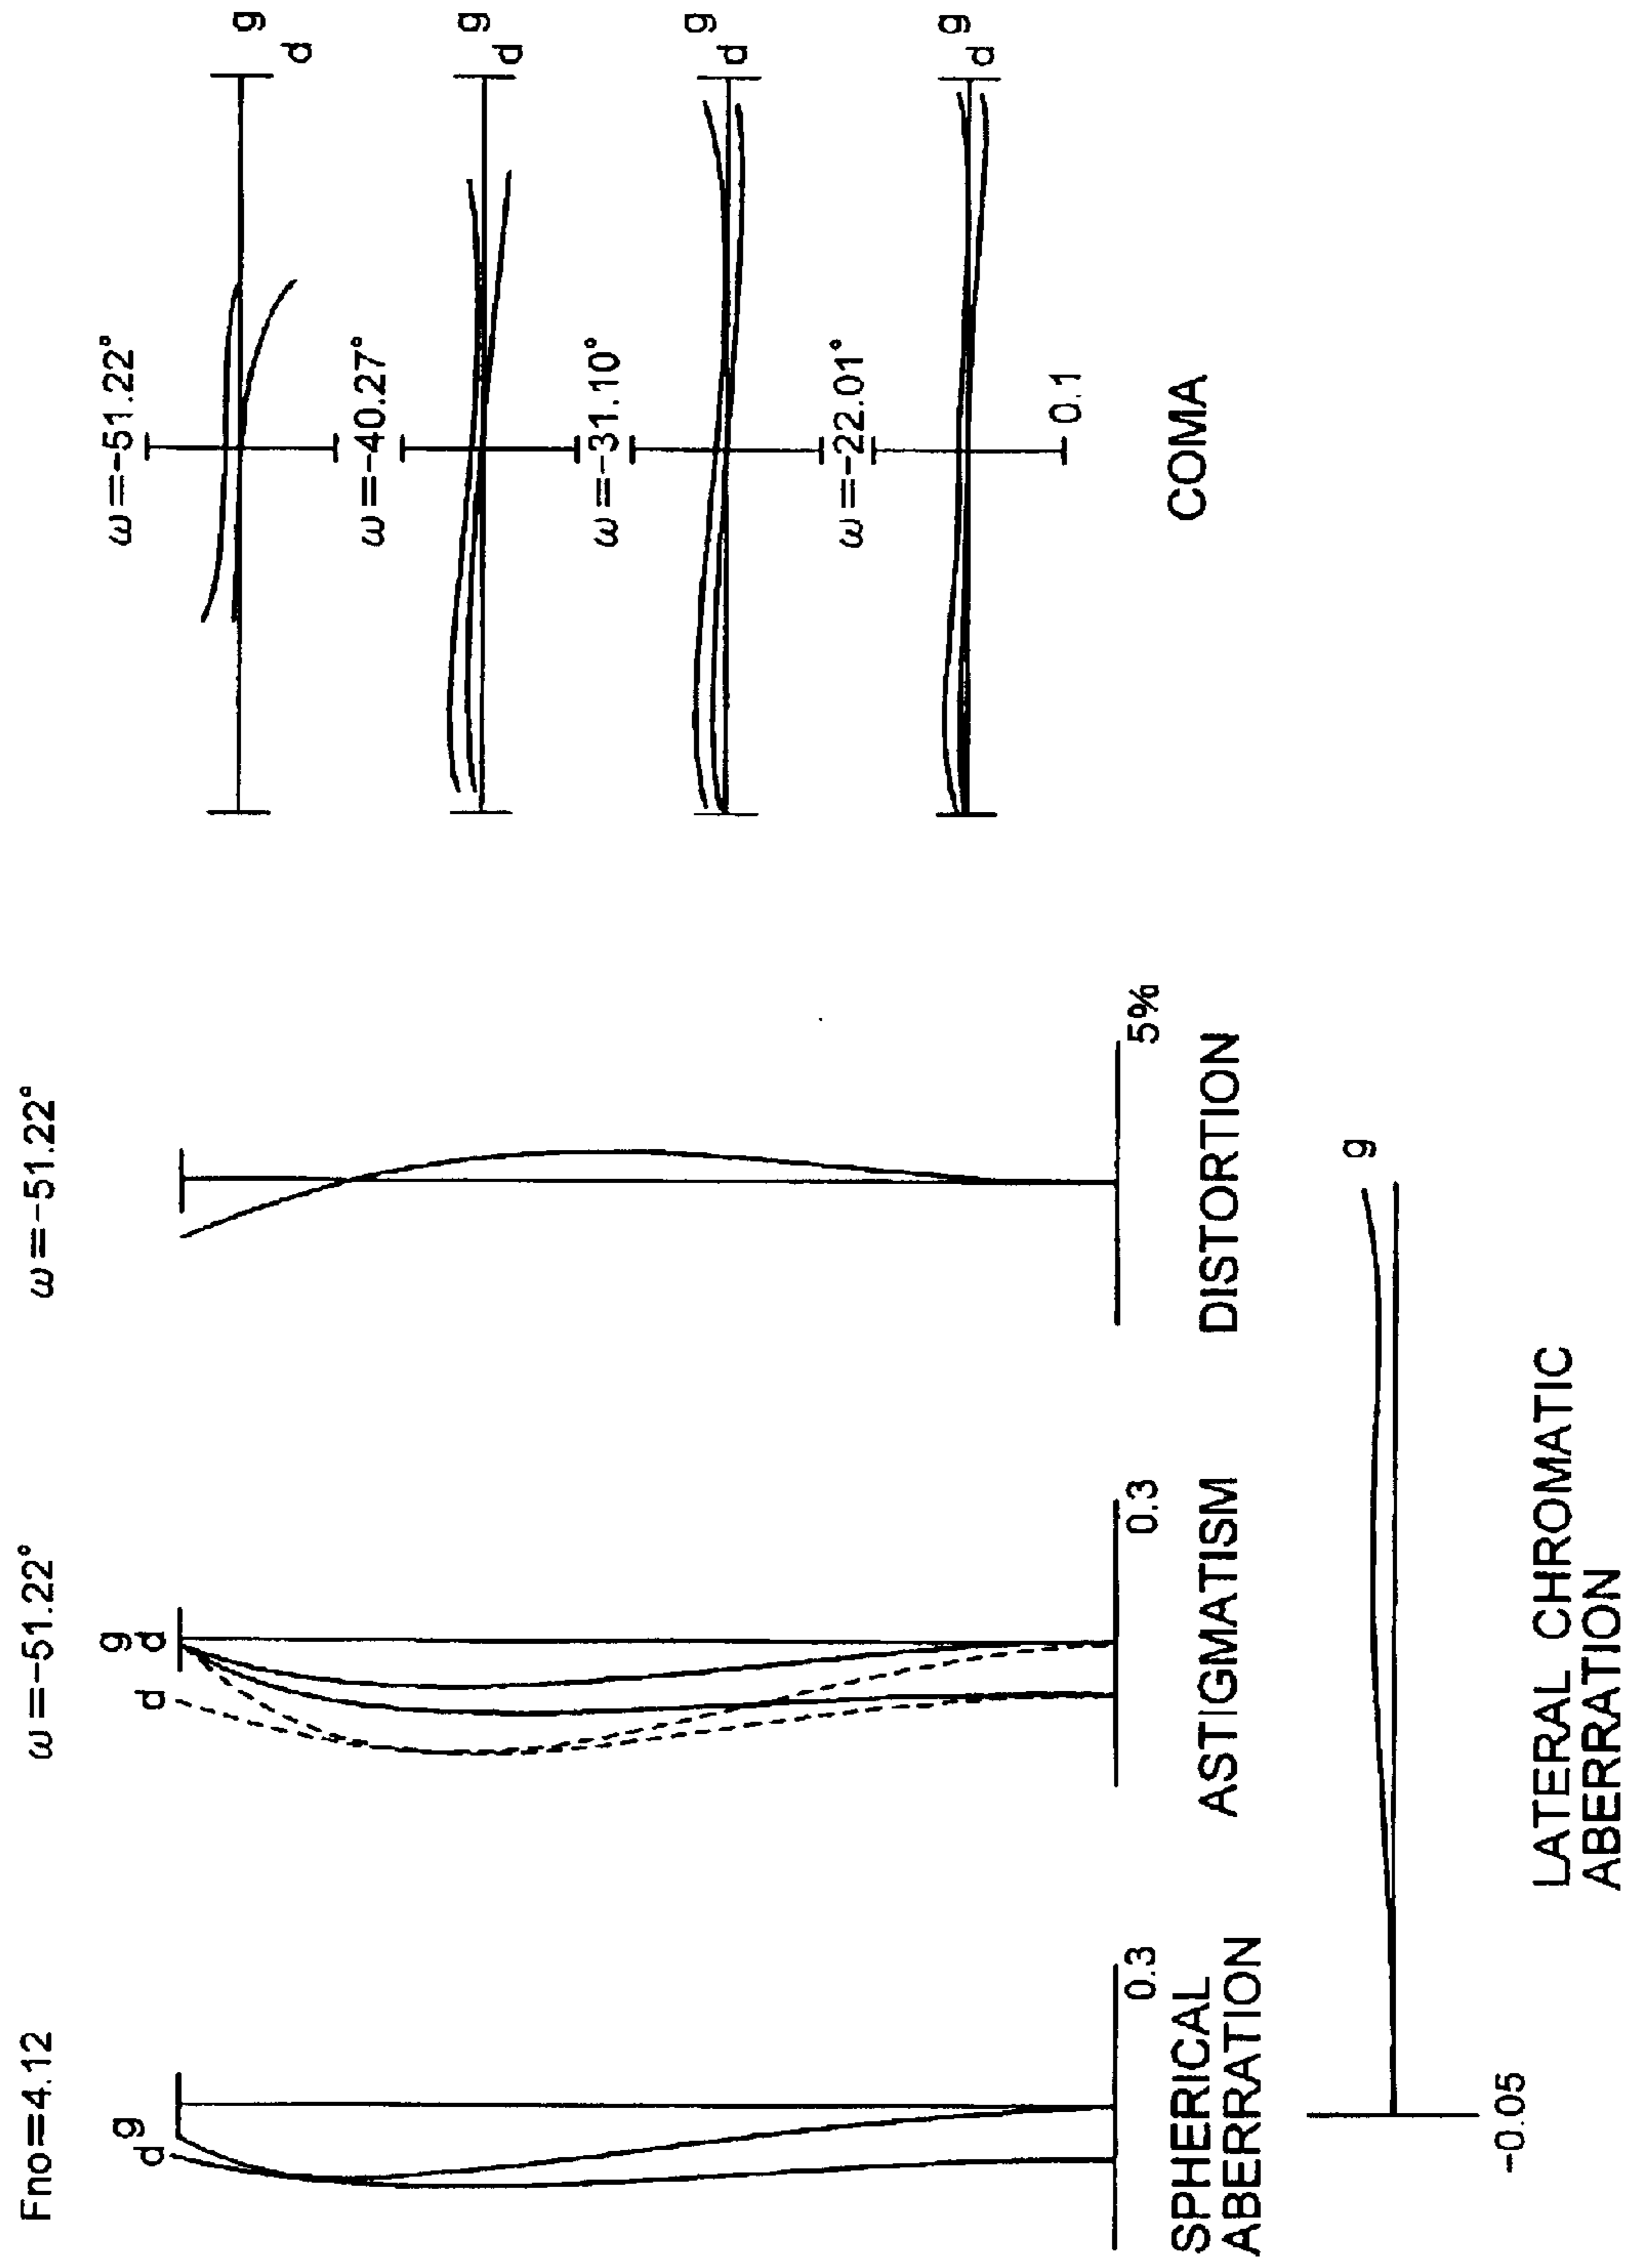 Fno=4.12
d
g
0.3
SPHERICAL
ABERRATION
ω=-51.22°
d
g
d
0.3
ASTIGMATISM
ω=-51.22°
5%
DISTORTION
ω=-51.22°
g
d
ω=-40.27°
g
d
ω=-31.10°
g
d
ω=-22.01°
g
d
0.1
COMA
g
-0.05
LATERAL CHROMATIC
ABERRATION